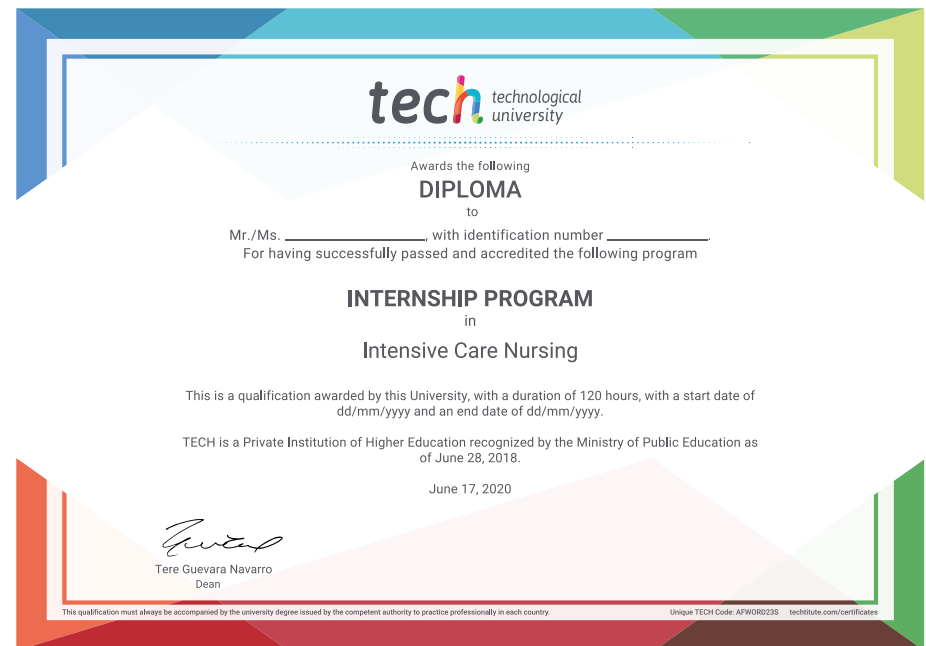 tech technological
university
Awards the following
DIPLOMA
to
Mr./Ms. ____________________, with identification number ______________.
For having successfully passed and accredited the following program
INTERNSHIP PROGRAM
in
Intensive Care Nursing
This is a qualification awarded by this University, with a duration of 120 hours, with a start date of
dd/mm/yyyy and an end date of dd/mm/yyyy.
TECH is a Private Institution of Higher Education recognized by the Ministry of Public Education as
of June 28, 2018.
June 17, 2020
Tere Guevara Navarro
Dean
This qualification must always be accompanied by the university degree issued by the competent authority to practice professionally in each country.
Unique TECH Code: AFWORD23S techtitute.com/certificates